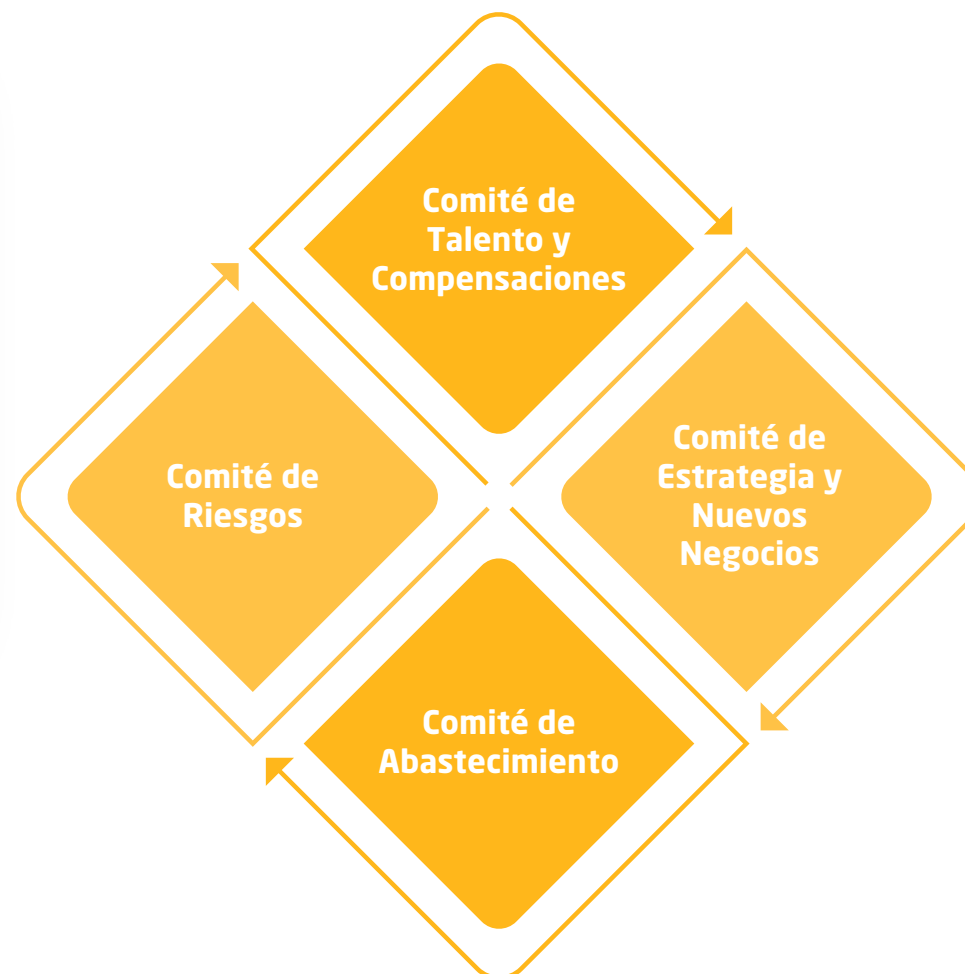 Comité de
Talento y
Compensaciones
Comité de
Riesgos
Comité de
Estrategia y
Nuevos
Negocios
Comité de
Abastecimiento